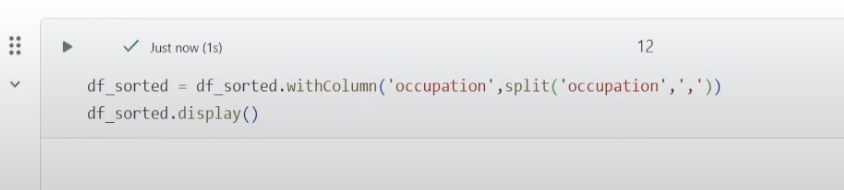 Just now (1s)
12
df_sorted = df_sorted.withColumn('occupation',split('occupation',','))
df_sorted.display()